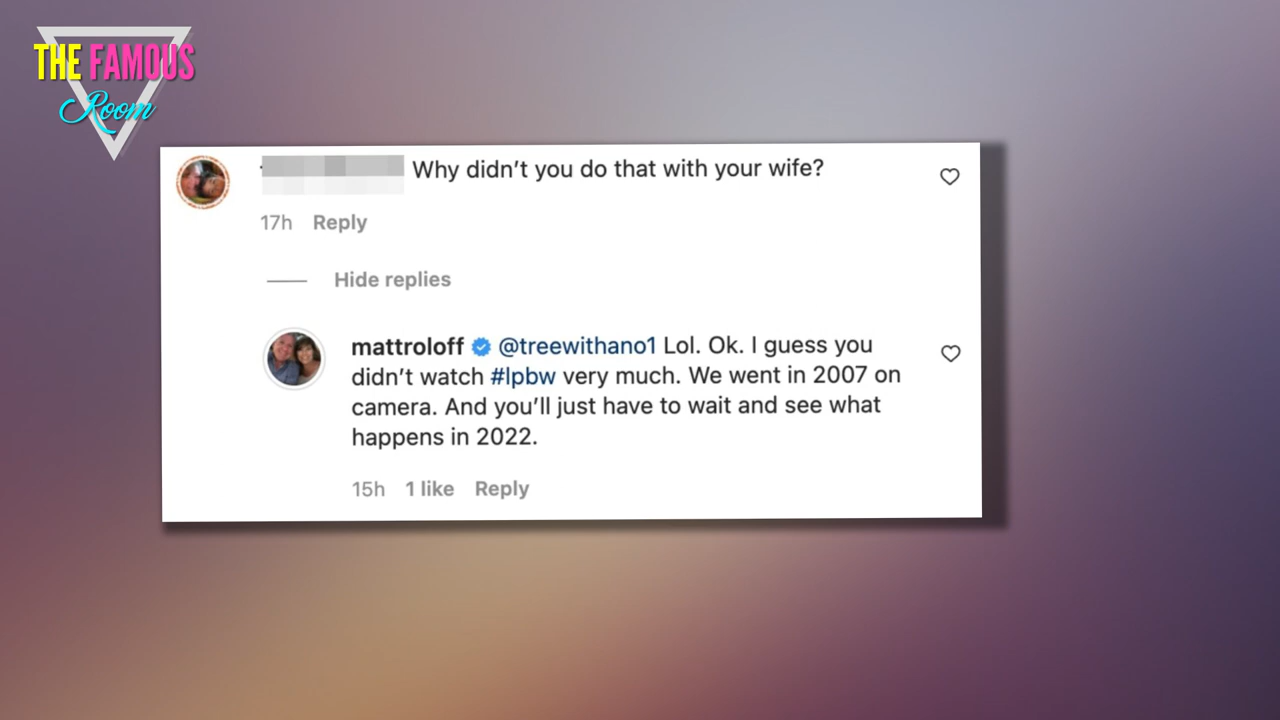 THE FAMOUS
Room
Why didn't you do that with your wife?
17h Reply
Hide replies
mattroloff @treewithano1 Lol. Ok. I guess you
didn't watch #lpbw very much. We went in 2007 on
camera. And you'll just have to wait and see what
happens in 2022.
15h 1 like Reply